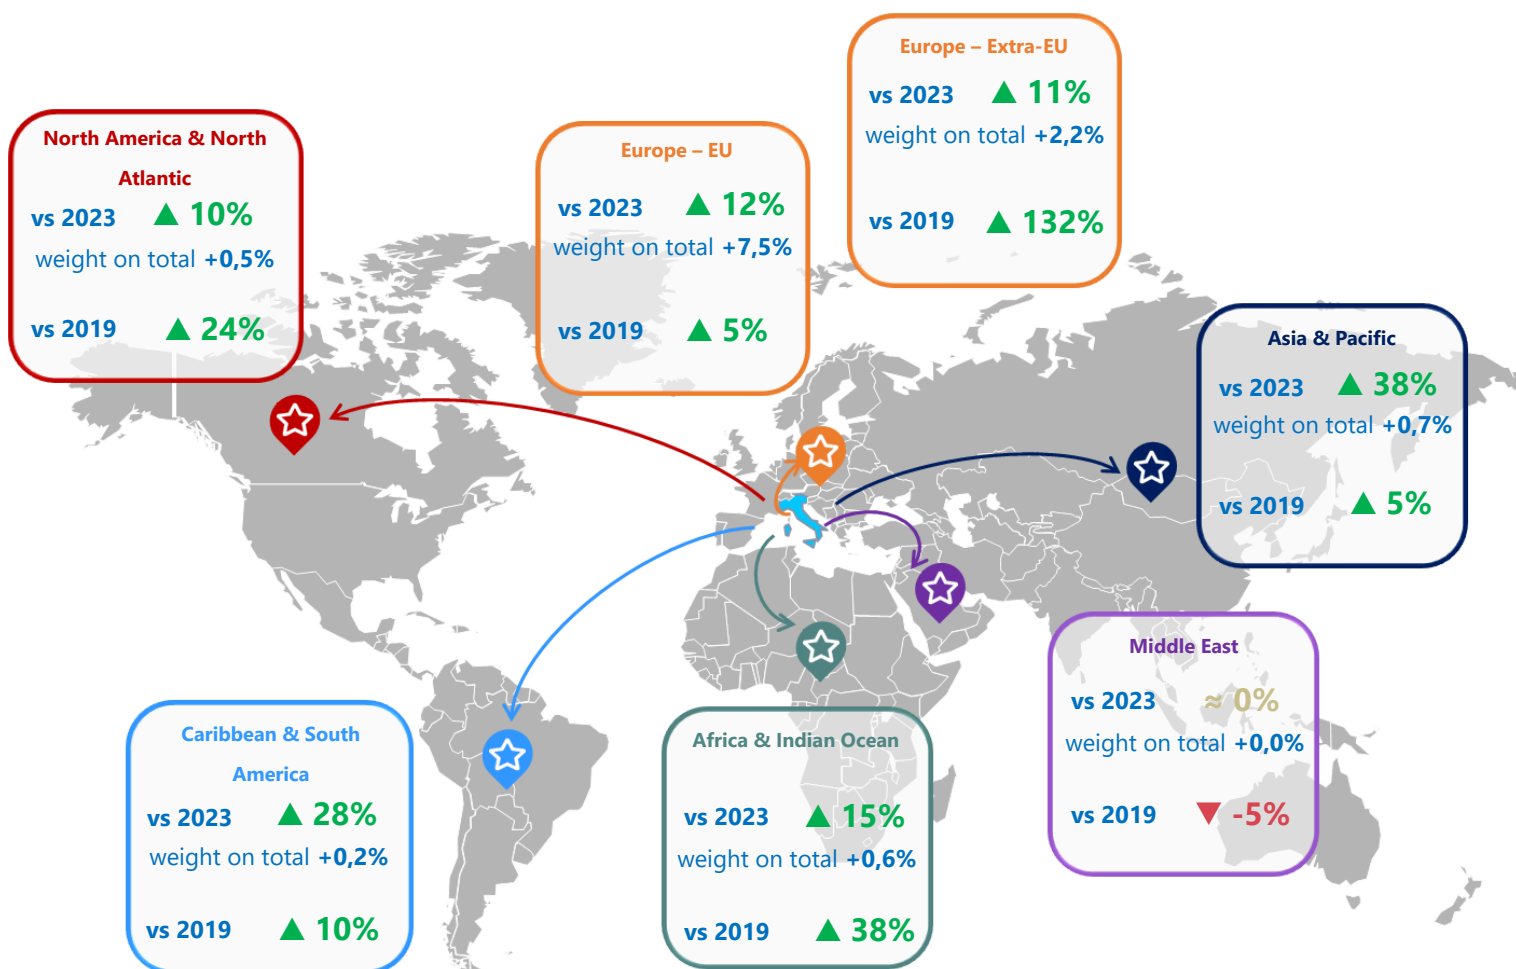 Europe – Extra-EU
vs 2023 ▲ 11%
weight on total +2,2%
vs 2019 ▲ 132%
North America & North
Atlantic
vs 2023 ▲ 10%
weight on total +0,5%
vs 2019 ▲ 24%
Europe – EU
vs 2023 ▲ 12%
weight on total +7,5%
vs 2019 ▲ 5%
Asia & Pacific
vs 2023 ▲ 38%
weight on total +0,7%
vs 2019 ▲ 5%
Middle East
vs 2023 ≈ 0%
weight on total +0,0%
vs 2019 ▼ -5%
Caribbean & South
America
vs 2023 ▲ 28%
weight on total +0,2%
vs 2019 ▲ 10%
Africa & Indian Ocean
vs 2023 ▲ 15%
weight on total +0,6%
vs 2019 ▲ 38%